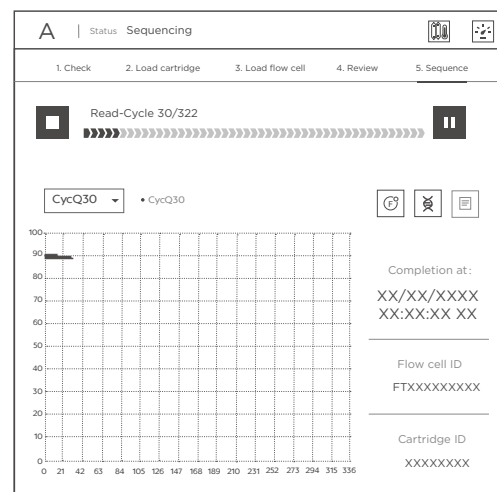 A | Status Sequencing
1. Check 2. Load cartridge 3. Load flow cell 4. Review 5. Sequence
Read-Cycle 30/322
CycQ30 • CycQ30
F
100
90
80
70
60
50
40
30
20
10
0
0 21 42 63 84 105 126 147 168 189 210 231 252 273 294 315 336
Completion at:
XX/XX/XXXX
XX:XX:XX XX
Flow cell ID
FTXXXXXXXXX
Cartridge ID
XXXXXXXX